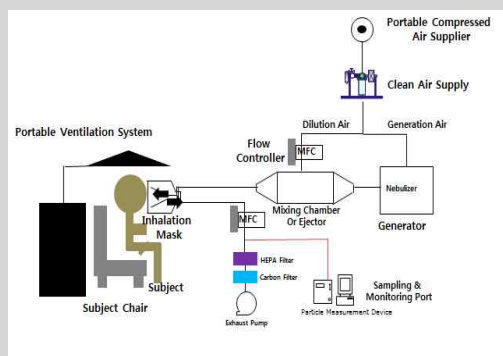 Portable Compressed
Air Supplier
Clean Air Supply
Dilution Air
Generation Air
Portable Ventilation System
Flow
Controller
MFC
Nebulizer
Mixing Chamber
Or Ejector
Generator
Inhalation
Mask
MFC
HEPA Filter
Subject
Carbon Filter
Sampling &
Monitoring Port
Subject Chair
Particle Measurement Device
Exhaust Pump